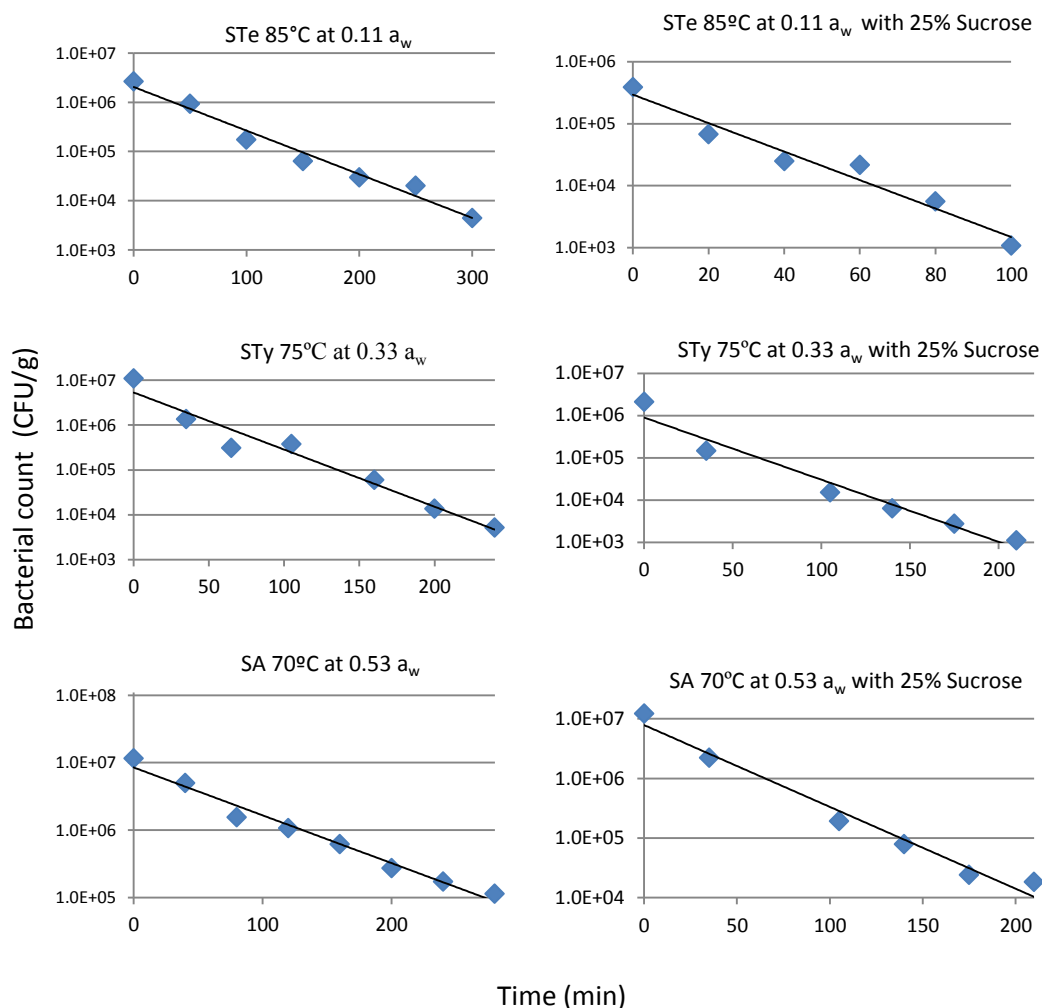 STe 85°C at 0.11 aw
1.0E+07
1.0E+06
1.0E+05
1.0E+04
1.0E+03
0 100 200 300
STe 85ºC at 0.11 aw with 25% Sucrose
1.0E+06
1.0E+05
1.0E+04
1.0E+03
0 20 40 60 80 100
Bacterial count (CFU/g)
STy 75ºC at 0.33 aw
1.0E+07
1.0E+06
1.0E+05
1.0E+04
1.0E+03
0 50 100 150 200
STy 75ºC at 0.33 aw with 25% Sucrose
1.0E+07
1.0E+06
1.0E+05
1.0E+04
1.0E+03
0 50 100 150 200
SA 70ºC at 0.53 aw
1.0E+08
1.0E+07
1.0E+06
1.0E+05
0 100 200
SA 70°C at 0.53 aw with 25% Sucrose
1.0E+07
1.0E+06
1.0E+05
1.0E+04
0 50 100 150 200
Time (min)